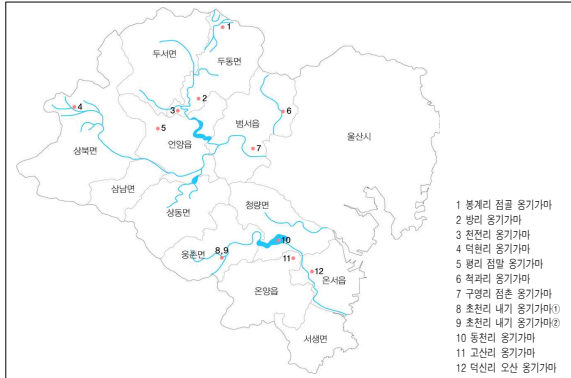 1
두서면
두동면
2
4
3
6
5
범서읍
울산시
언양읍
7
상북면
삼남면
상동면
청량면
1 봉계리 점골 옹기가마
2 방리 옹기가마
3 천전리 옹기가마
10
4 덕현리 옹기가마
웅촌면
8,9
11
5 평리 점말 옹기가마
12
온서읍
6 척과리 옹기가마
온양읍
7 구영리 점촌 옹기가마
8 초천리 내기 옹기가마①
9 초천리 내기 옹기가마②
서생면
10 동천리 옹기가마
11 고산리 옹기가마
12 덕신리 오산 옹기가마